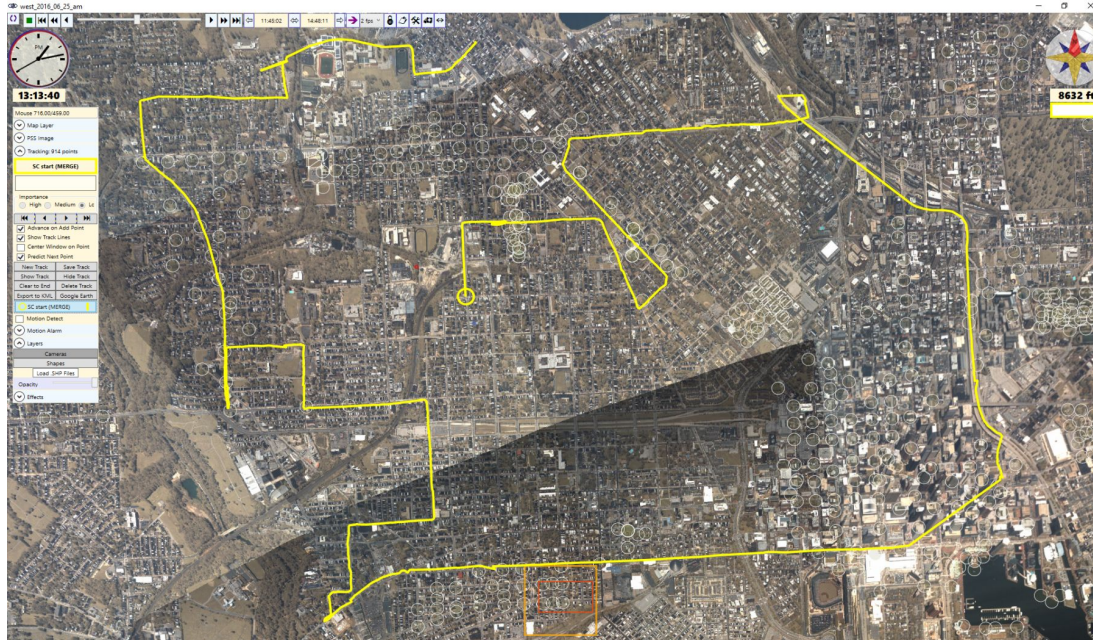 west_2016_06_25_am
11:45:02
14:48:11
2 fps
PM
13:13:40
8632 ft
Mouse 716.00/459.00
Map Layer
PSS Image
Tracking: 914 points
SC start (MERGE)
Importance
High Medium Lo
Advance on Add Point
Show Track Lines
Center Window on Point
Predict Next Point
New Track Save Track
Show Track Hide Track
Clear to End Delete Track
Export to KML Google Earth
SC start (MERGE)
Motion Detect
Motion Alarm
Layers
Cameras
Shapes
Load .SHP Files
Opacity
Effects